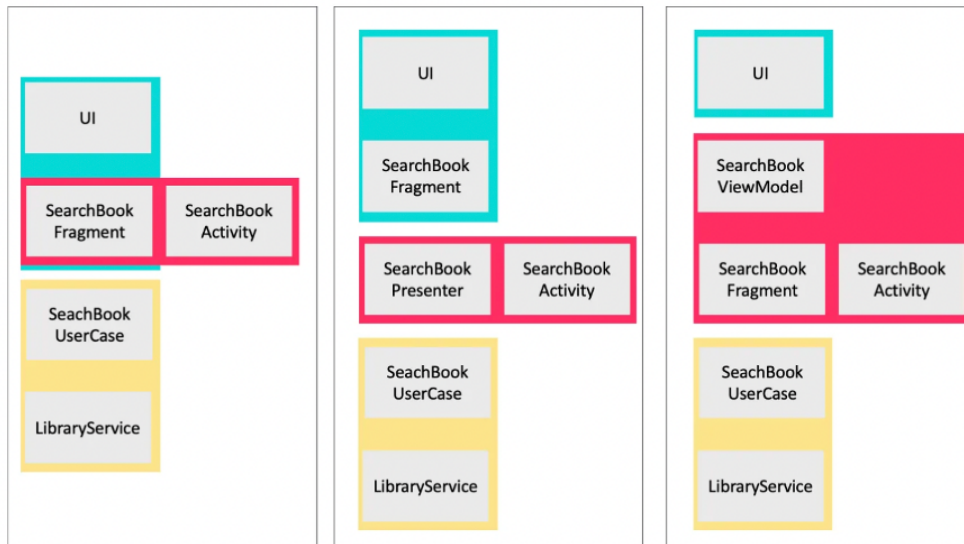 UI
SearchBook
Fragment
SearchBook
Activity
SeachBook
UserCase
LibraryService
UI
SearchBook
Fragment
SearchBook
Presenter
SearchBook
Activity
SeachBook
UserCase
LibraryService
UI
SearchBook
ViewModel
SearchBook
Fragment
SearchBook
Activity
SeachBook
UserCase
LibraryService